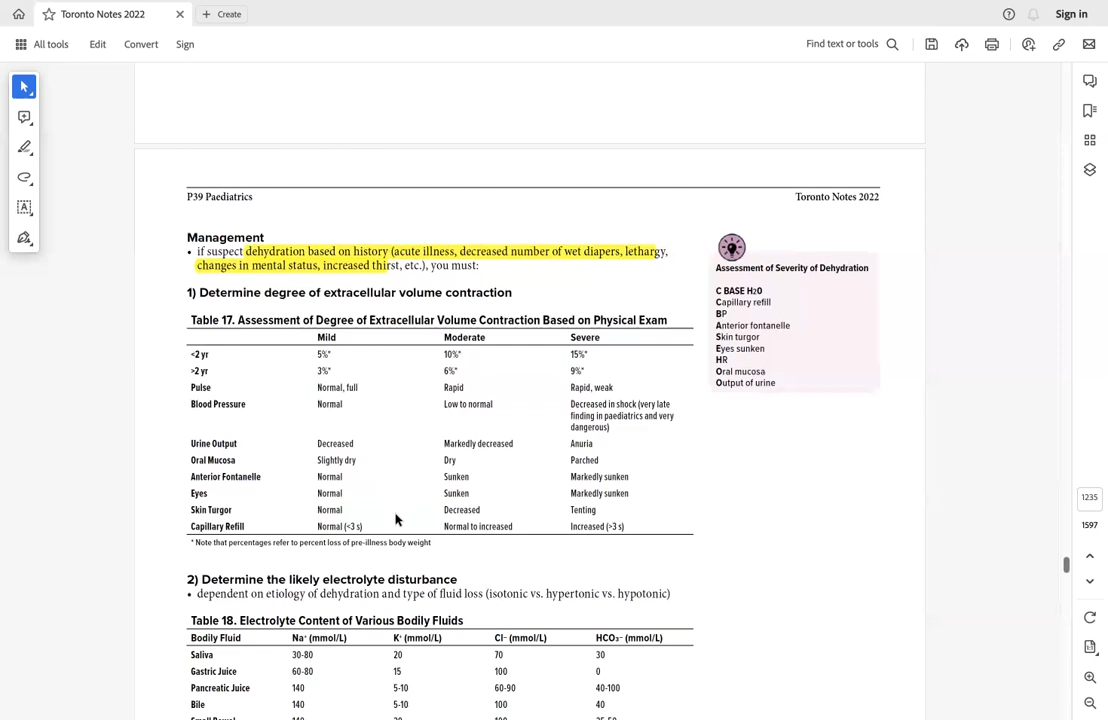 Toronto Notes 2022
Create
Sign in
All tools
Edit
Convert
Sign
Find text or tools
P39 Paediatrics
Toronto Notes 2022
Management
• if suspect dehydration based on history (acute illness, decreased number of wet diapers, lethargy,
changes in mental status, increased thirst, etc.), you must:
1) Determine degree of extracellular volume contraction
Table 17. Assessment of Degree of Extracellular Volume Contraction Based on Physical Exam
Mild Moderate Severe
<2 yr 5%* 10%* 15%*
>2 yr 3%* 6%* 9%*
Pulse Normal, full Rapid Rapid, weak
Blood Pressure Normal Low to normal Decreased in shock (very late
finding in paediatrics and very
dangerous)
Urine Output Decreased Markedly decreased Anuria
Oral Mucosa Slightly dry Dry Parched
Anterior Fontanelle Normal Sunken Markedly sunken
Eyes Normal Sunken Markedly sunken
Skin Turgor Normal Decreased Tenting
Capillary Refill Normal (<3 s) Normal to increased Increased (>3 s)
* Note that percentages refer to percent loss of pre-illness body weight
2) Determine the likely electrolyte disturbance
• dependent on etiology of dehydration and type of fluid loss (isotonic vs. hypertonic vs. hypotonic)
Table 18. Electrolyte Content of Various Bodily Fluids
Bodily Fluid Na⁺ (mmol/L) K⁺ (mmol/L) Cl⁻ (mmol/L) HCO₃⁻ (mmol/L)
Saliva 30-80 20 70 30
Gastric Juice 60-80 15 100 0
Pancreatic Juice 140 5-10 60-90 40-100
Bile 140 5-10 100 40
Assessment of Severity of Dehydration
C BASE H2O
Capillary refill
BP
Anterior fontanelle
Skin turgor
Eyes sunken
HR
Oral mucosa
Output of urine
1235
1597